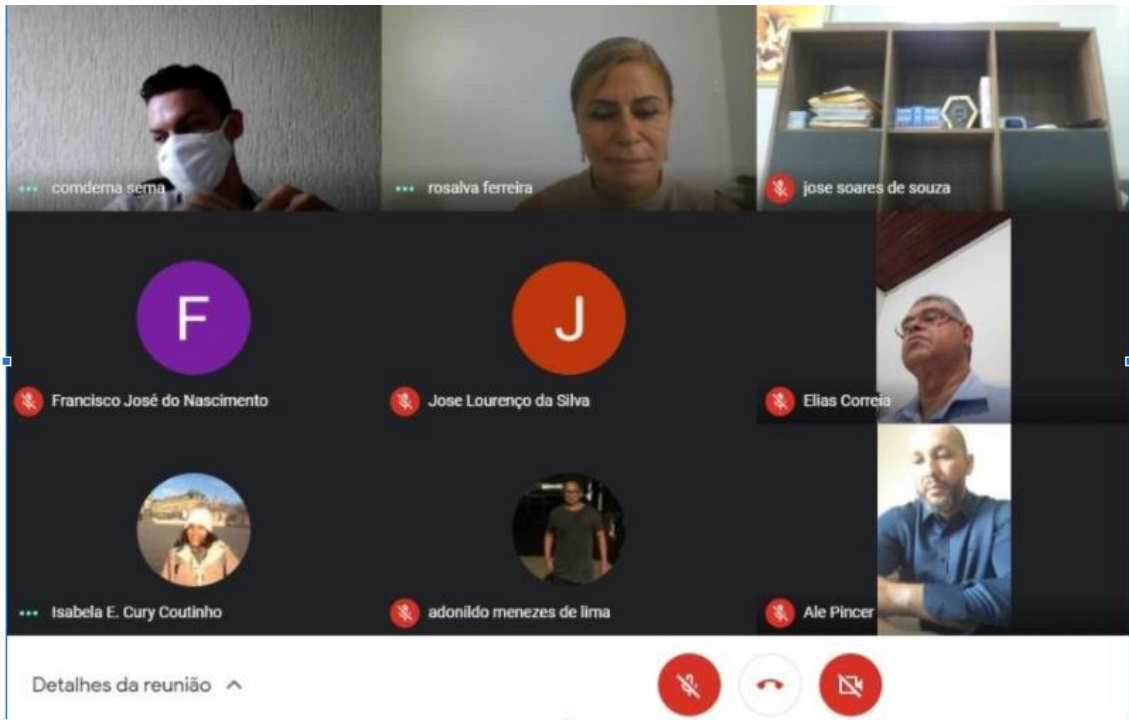 comdema sema
rosalva ferreira
jose soares de souza
F
J
Francisco José do Nascimento
Jose Lourenço da Silva
Elias Correia
Isabela E. Cury Coutinho
adonildo menezes de lima
Ale Pincer
Detalhes da reunião